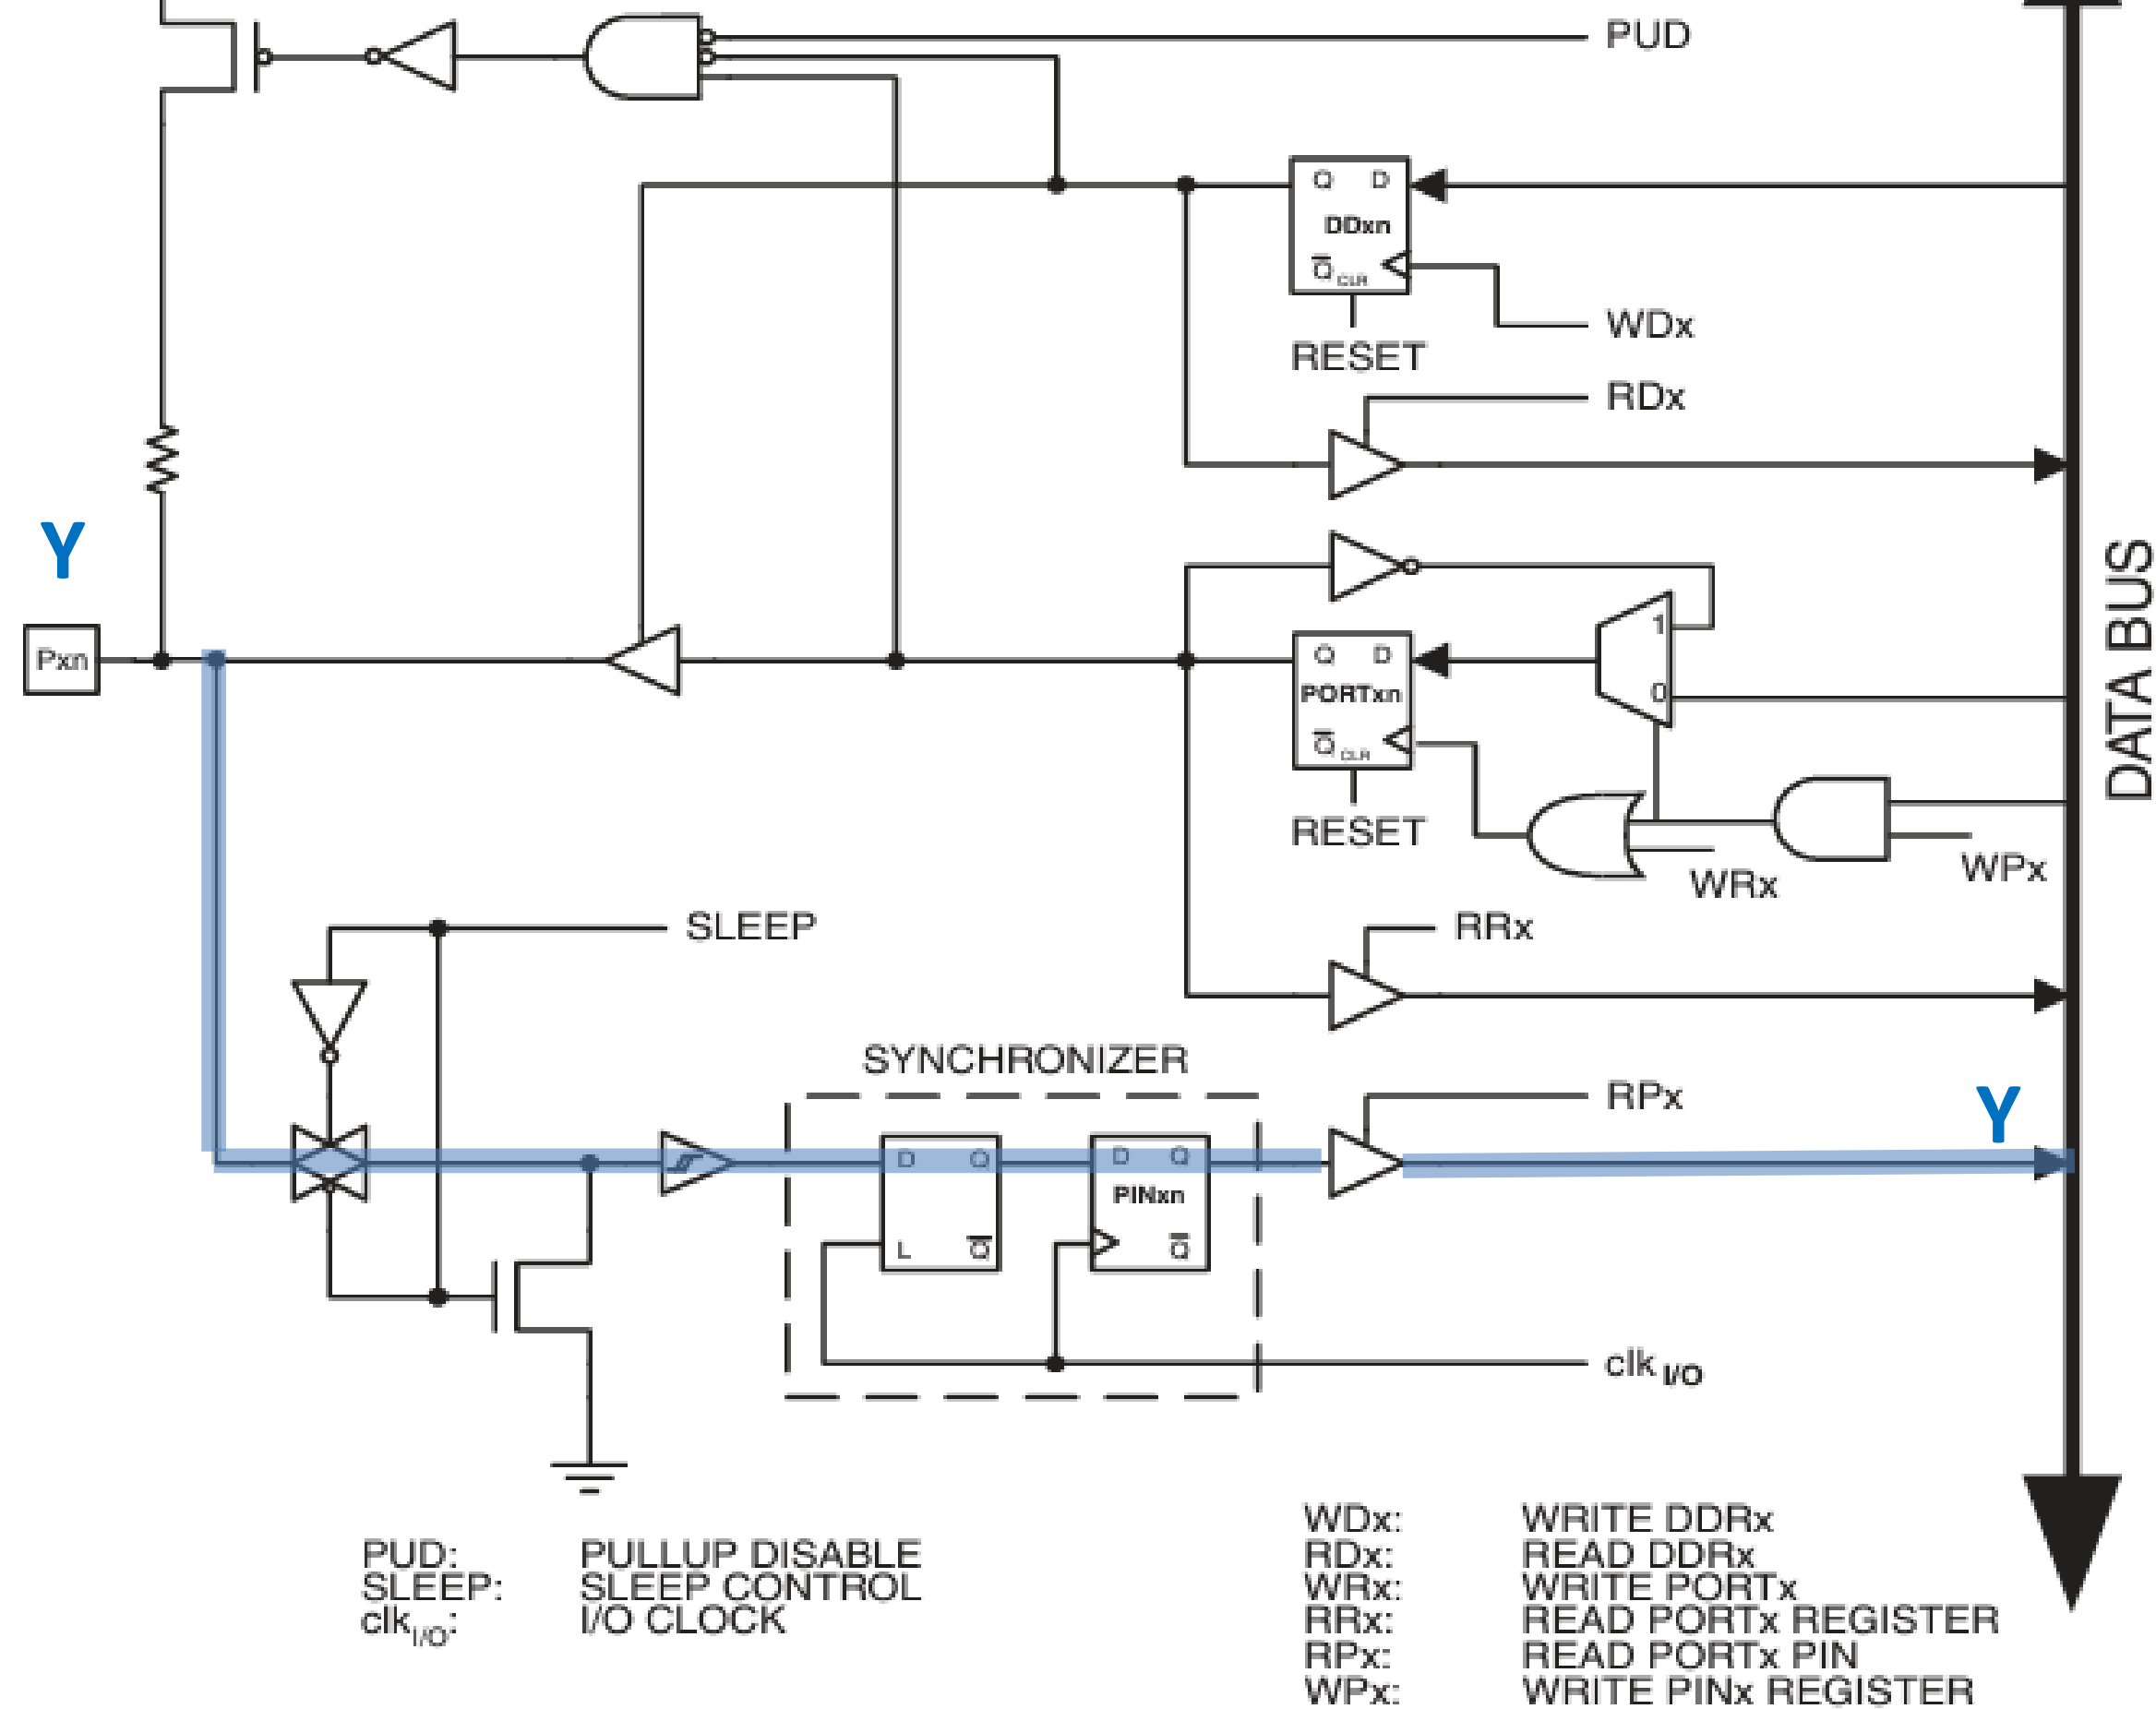 PUD
Q D
DDxn
Q CLR
WDx
RESET
RDx
Y
Pxn
1
Q D
PORTxn
0
Q CLR
RESET
WRx
WPx
DATA BUS
SLEEP
RRx
SYNCHRONIZER
RPx
Y
D Q
D Q
PINxn
L Q
Q
clk I/O
PUD: PULLUP DISABLE
SLEEP: SLEEP CONTROL
clkI/O: I/O CLOCK
WDx: WRITE DDRx
RDx: READ DDRx
WRx: WRITE PORTx
RRx: READ PORTx REGISTER
RPx: READ PORTx PIN
WPx: WRITE PINx REGISTER